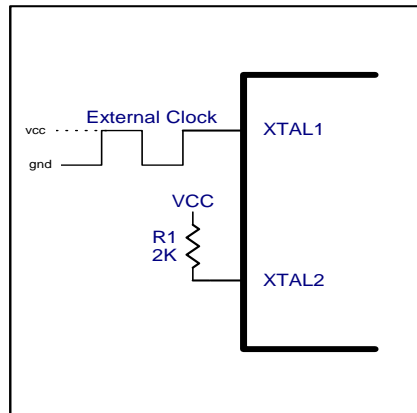 External Clock
vcc
XTAL1
gnd
VCC
R1
2K
XTAL2